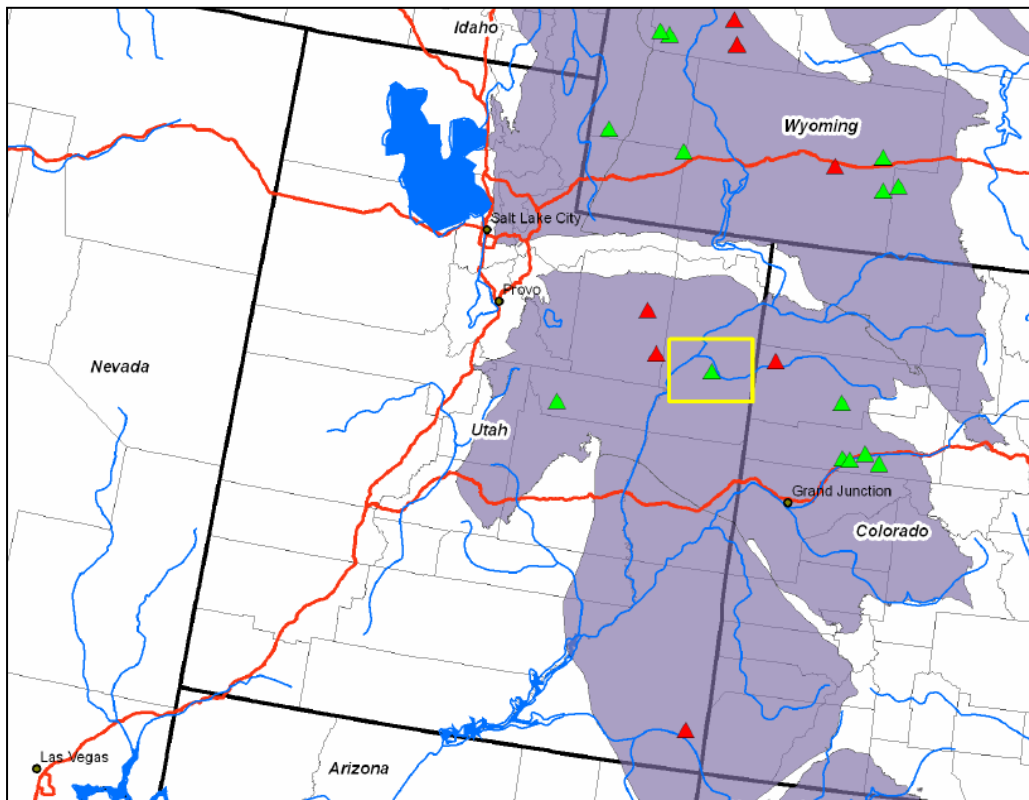 Idaho
Wyoming
Salt Lake City
Provo
Nevada
Utah
Grand Junction
Colorado
Las Vegas
Arizona